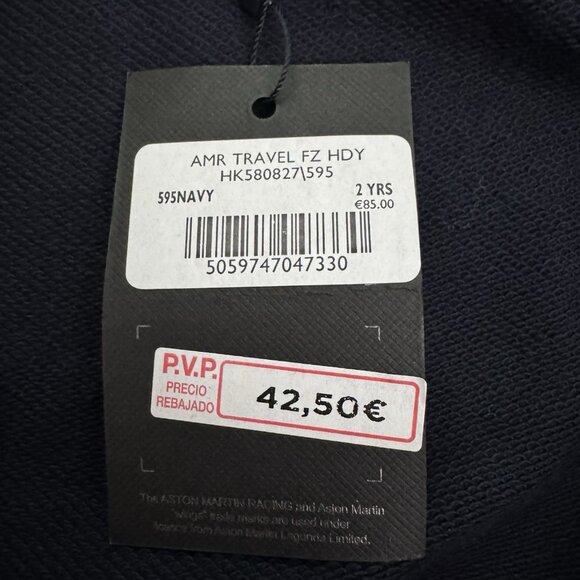 AMR TRAVEL FZ HDY
HK580827\595
595NAVY 2 YRS
€85.00
5059747047330
P.V.P.
PRECIO
REBAJADO
42,50€
The ASTON MARTIN RACING and Aston Martin
"wings" trade marks are used under
licence from Aston Martin Lagonda Limited.